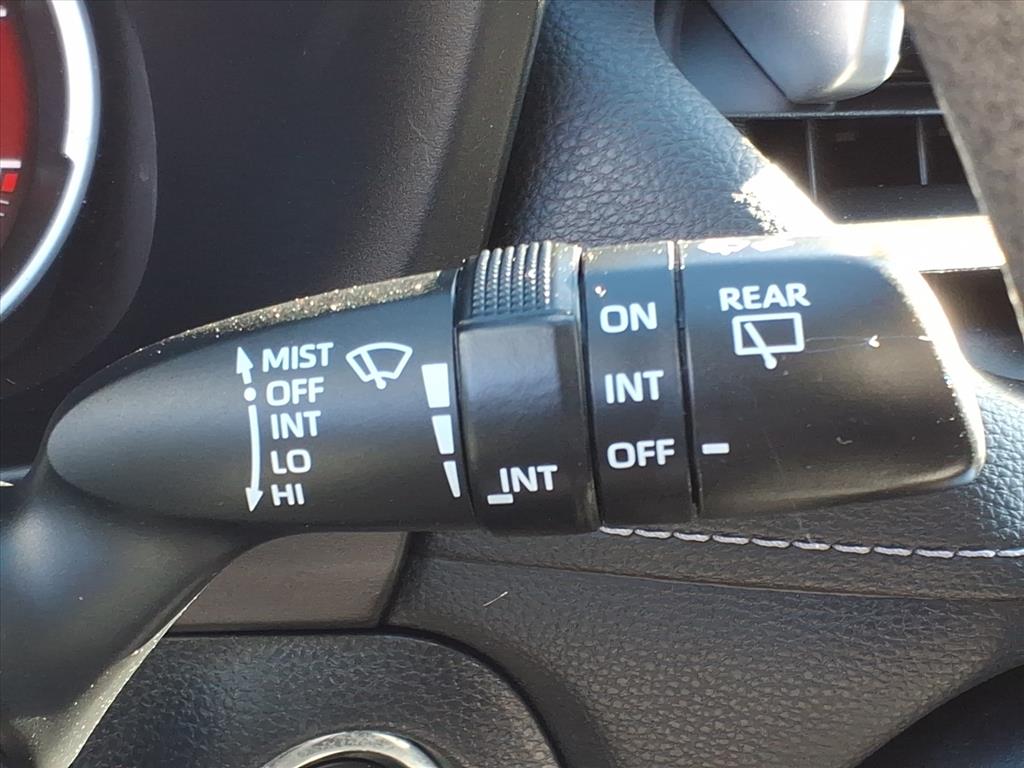 MIST
OFF
INT
LO
HI
INT
ON
INT
OFF
REAR